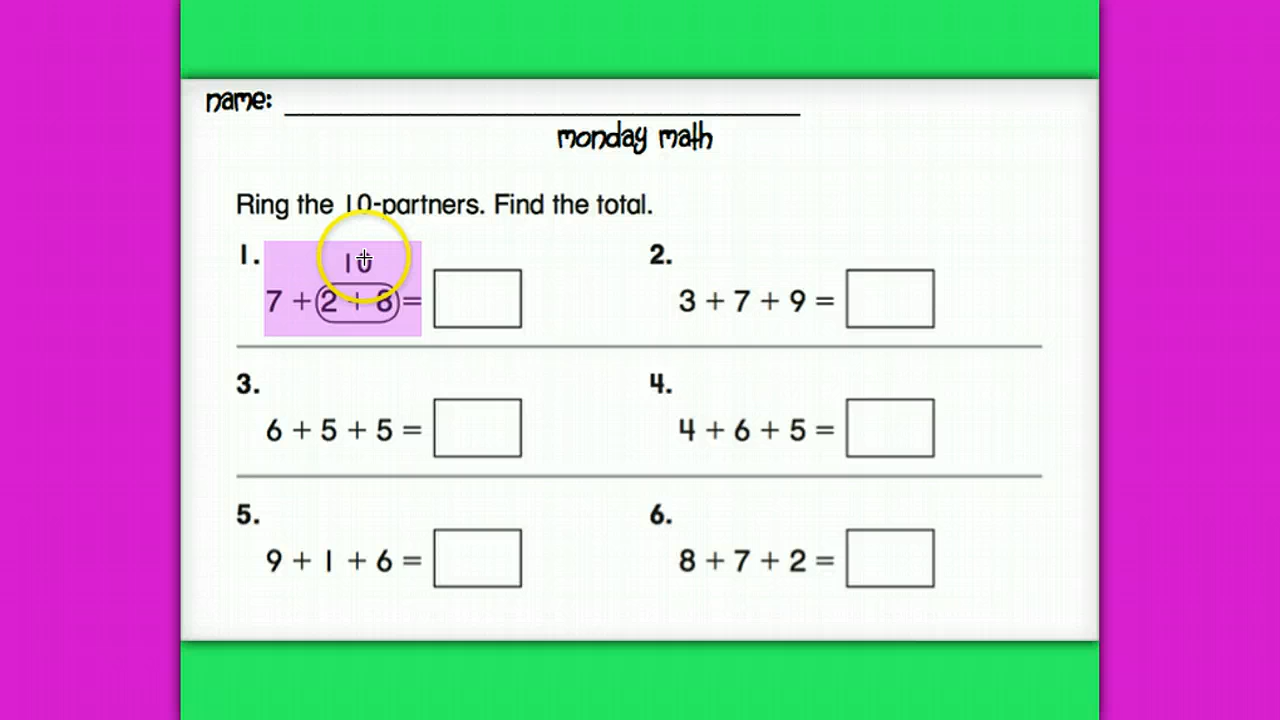 name:
monday math
Ring the 10-partners. Find the total.
1.
10
7 + 2 + 8 =
2.
3 + 7 + 9 =
3.
6 + 5 + 5 =
4.
4 + 6 + 5 =
5.
9 + 1 + 6 =
6.
8 + 7 + 2 =